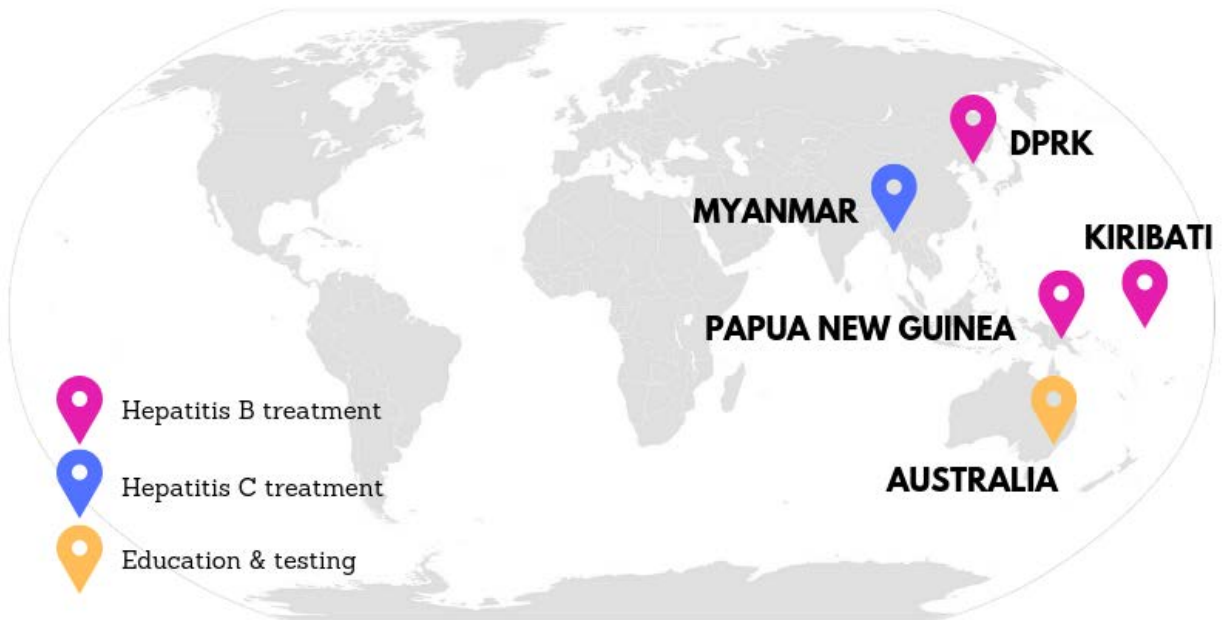 DPRK
MYANMAR
KIRIBATI
PAPUA NEW GUINEA
Hepatitis B treatment
AUSTRALIA
Hepatitis C treatment
Education & testing